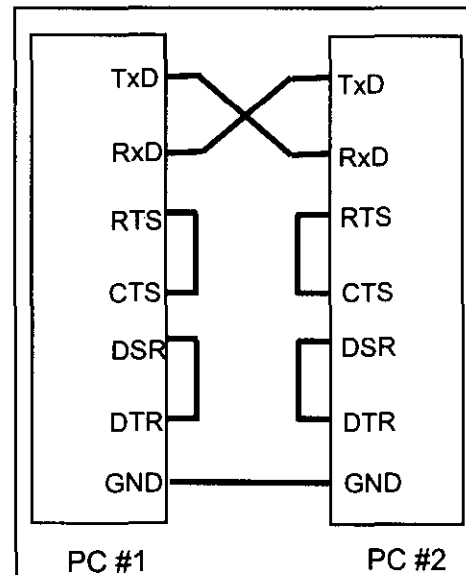 TxD TxD
RxD RxD
RTS RTS
CTS CTS
DSR DSR
DTR DTR
GND GND
PC #1 PC #2